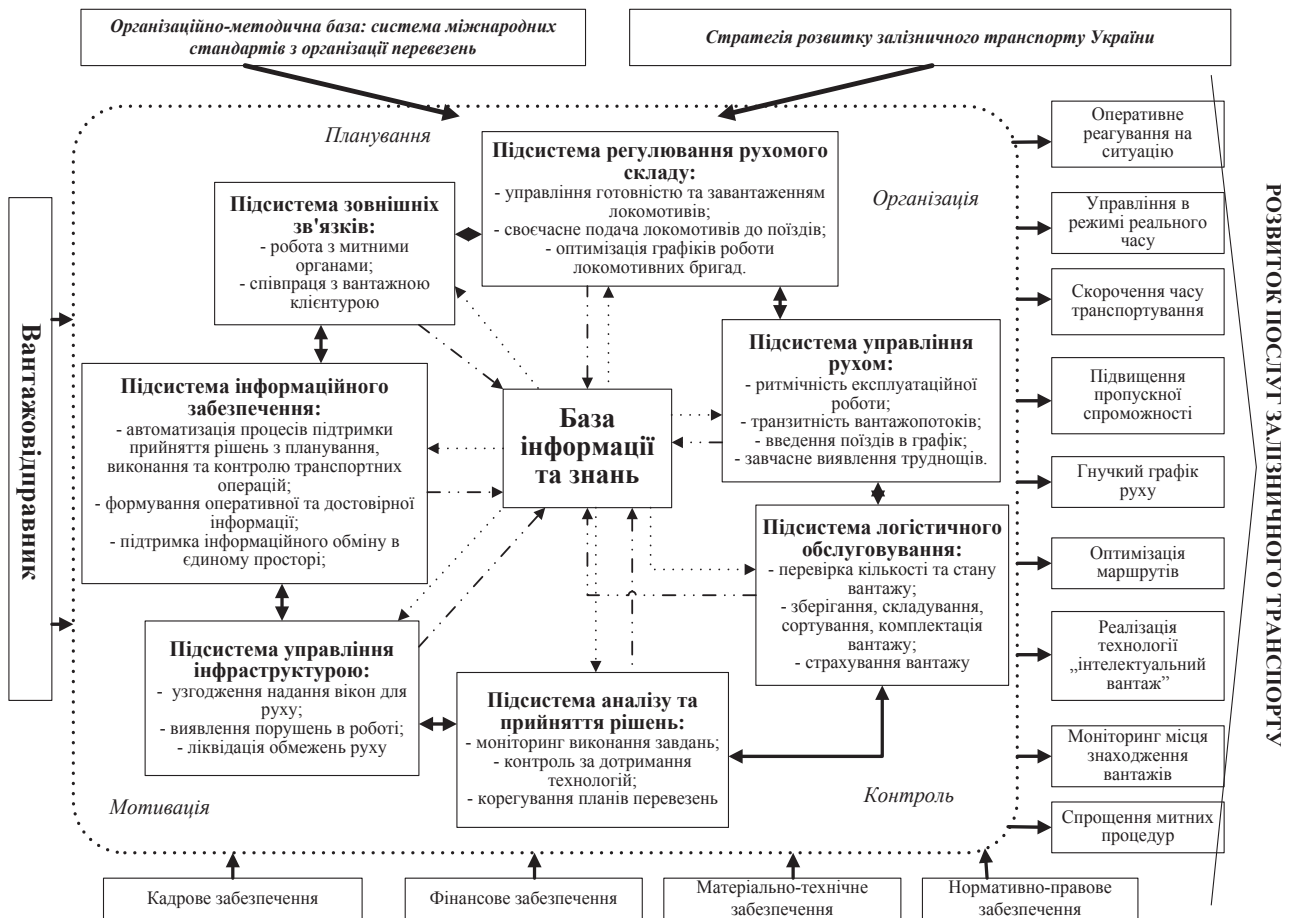 Організаційно-методична база: система міжнародних
стандартів з організації перевезень
Стратегія розвитку залізничного транспорту України
Планування
Організація
Мотивація
Контроль
Вантажовідправник
Підсистема регулювання рухомого
складу:
- управління готовністю та завантаженням
локомотивів;
- своєчасне подача локомотивів до поїздів;
- оптимізація графіків роботи
локомотивних бригад.
Підсистема зовнішніх
зв'язків:
- робота з митними
органами;
- співпраця з вантажною
клієнтурою
Підсистема управління
рухом:
- ритмічність експлуатаційної
роботи;
- транзитність вантажопотоків;
- введення поїздів в графік;
- завчасне виявлення труднощів.
Підсистема інформаційного
забезпечення:
- автоматизація процесів підтримки
прийняття рішень з планування,
виконання та контролю транспортних
операцій;
- формування оперативної та достовірної
інформації;
- підтримка інформаційного обміну в
єдиному просторі;
База
інформації
та знань
Підсистема логістичного
обслуговування:
- перевірка кількості та стану
вантажу;
- зберігання, складування,
сортування, комплектація
вантажу;
- страхування вантажу
Підсистема управління
інфраструктурою:
- узгодження надання вікон для
руху;
- виявлення порушень в роботі;
- ліквідація обмежень руху
Підсистема аналізу та
прийняття рішень:
- моніторинг виконання завдань;
- контроль за дотримання
технологій;
- корегування планів перевезень
Оперативне
реагування на
ситуацію
Управління в
режимі реального
часу
Скорочення часу
транспортування
Підвищення
пропускної
спроможності
Гнучкий графік
руху
Оптимізація
маршрутів
Реалізація
технології
„інтелектуальний
вантаж”
Моніторинг місця
знаходження
вантажів
Спрощення митних
процедур
РОЗВИТОК ПОСЛУГ ЗАЛІЗНИЧНОГО ТРАНСПОРТУ
Кадрове забезпечення
Фінансове забезпечення
Матеріально-технічне
забезпечення
Нормативно-правове
забезпечення